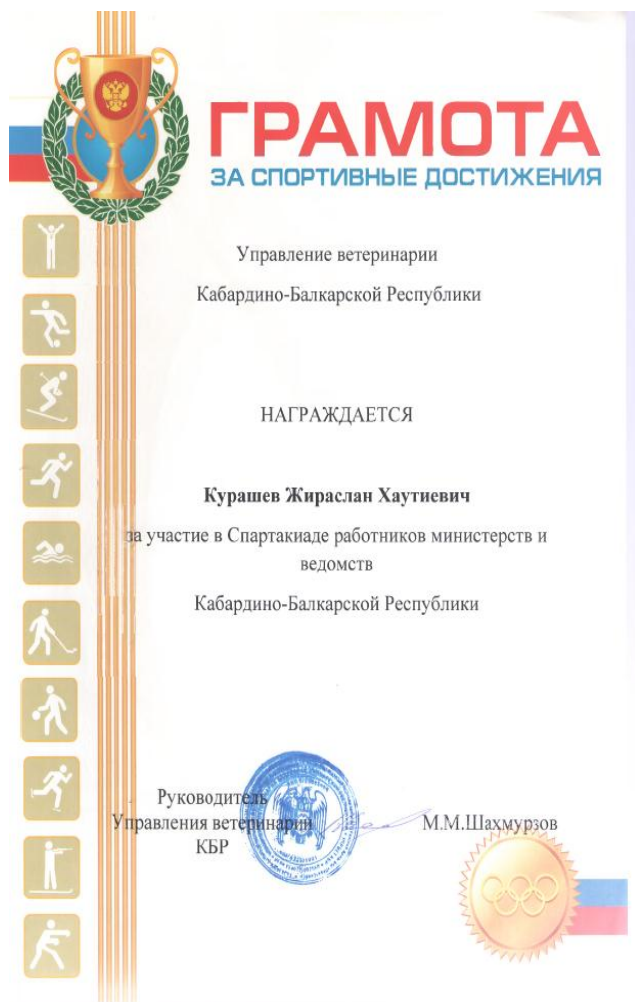 ГРАМОТА
ЗА СПОРТИВНЫЕ ДОСТИЖЕНИЯ
Управление ветеринарии
Кабардино-Балкарской Республики
НАГРАЖДАЕТСЯ
Курашев Жираслан Хаутиевич
за участие в Спартакиаде работников министерств и
ведомств
Кабардино-Балкарской Республики
Руководитель
Управления ветеринарии М.М.Шахмурзов
КБР